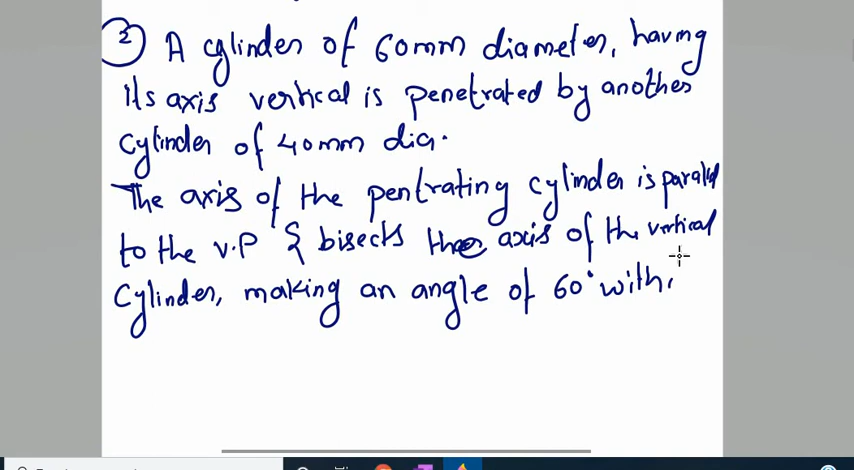 ② A cylinder of 60mm diameter, having
its axis vertical is penetrated by another
cylinder of 40mm dia.
The axis of the pentrating cylinder is parallel
to the V.P & bisects the axis of the vertical
Cylinder, making an angle of 60° with